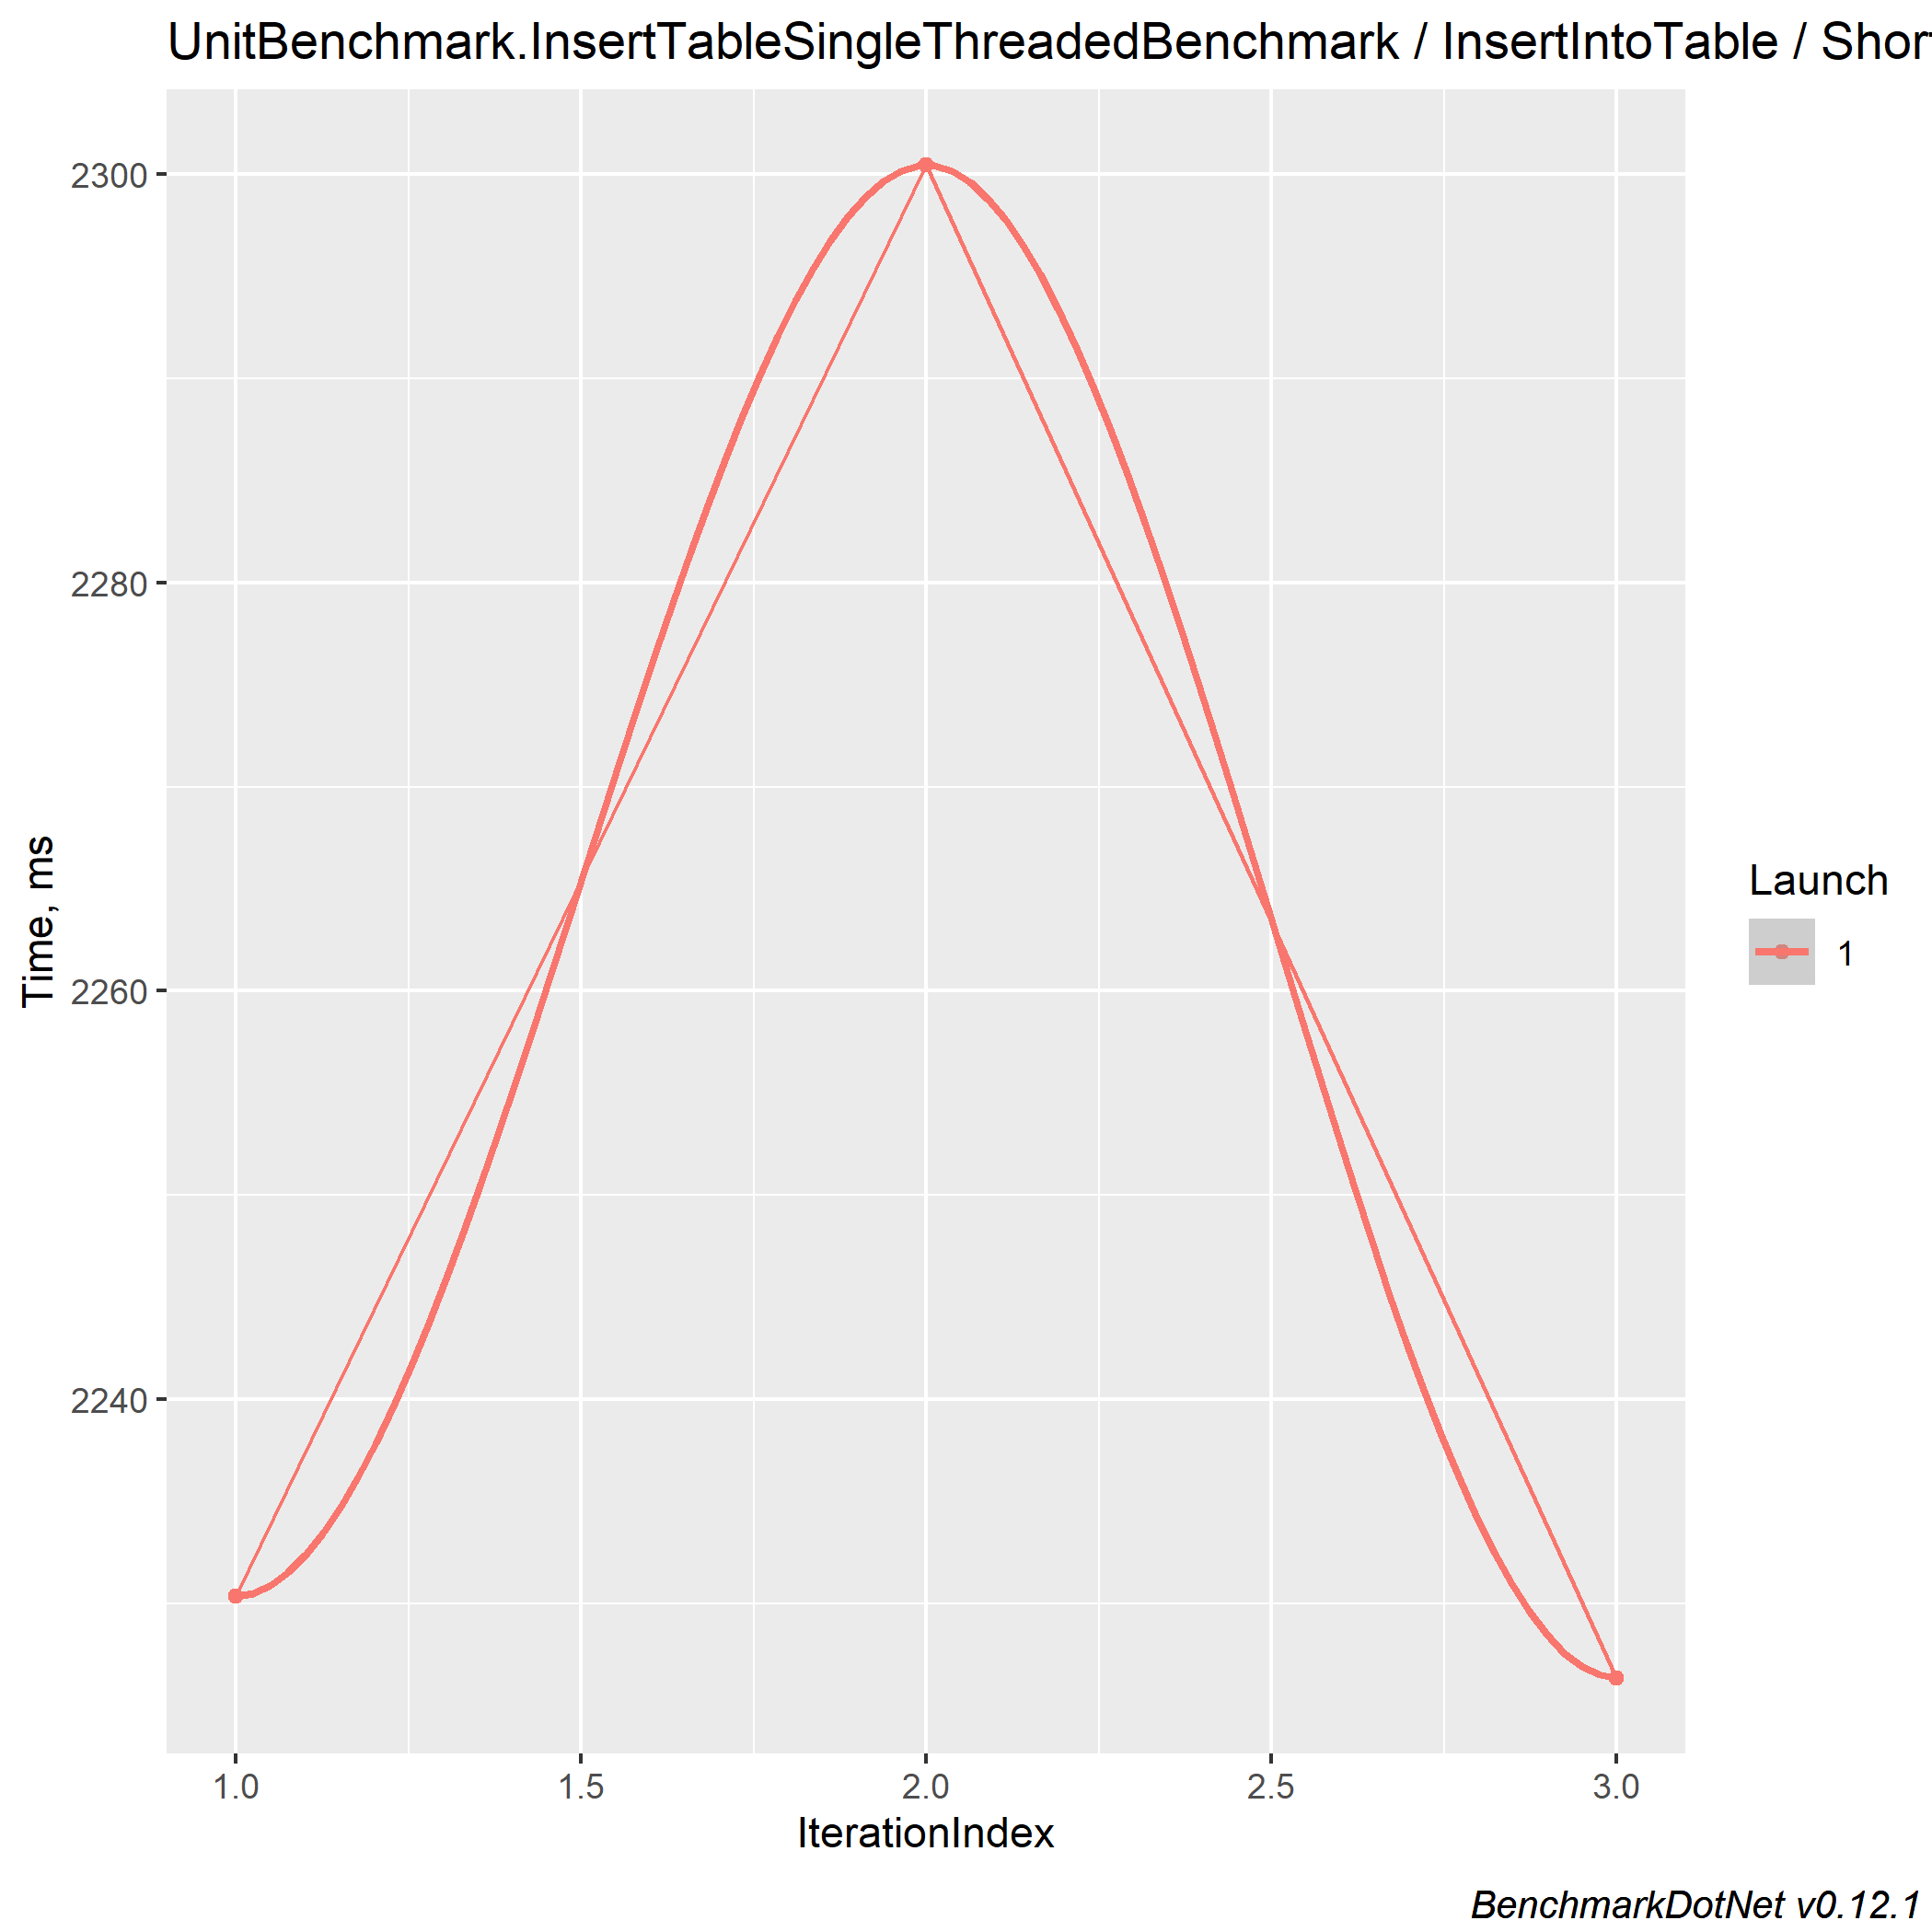 UnitBenchmark.InsertTableSingleThreadedBenchmark / InsertIntoTable / Shor
2300
2280
2260
2240
Time, ms
1.0 1.5 2.0 2.5 3.0
IterationIndex
Launch
1
BenchmarkDotNet v0.12.1